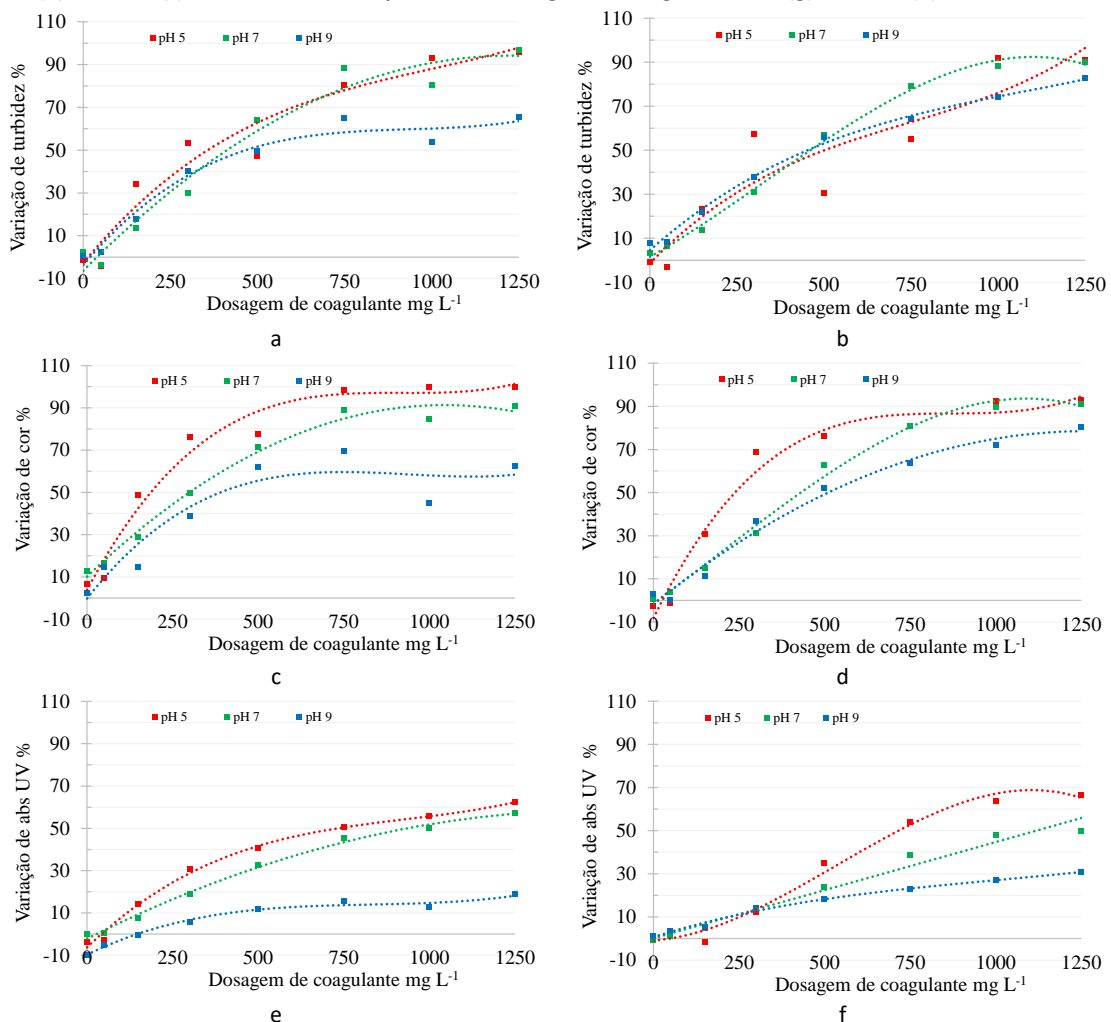 pH 5 pH 7 pH 9
Variação de turbidez %
110
90
70
50
30
10
-10
0 250 500 750 1000 1250
Dosagem de coagulante mg L-1
a
pH 5 pH 7 pH 9
Variação de turbidez %
110
90
70
50
30
10
-10
0 250 500 750 1000 1250
Dosagem de coagulante mg L-1
b
pH 5 pH 7 pH 9
Variação de cor %
110
90
70
50
30
10
-10
0 250 500 750 1000 1250
Dosagem de coagulante mg L-1
c
pH 5 pH 7 pH 9
Variação de cor %
110
90
70
50
30
10
-10
0 250 500 750 1000 1250
Dosagem de coagulante mg L-1
d
pH 5 pH 7 pH 9
Variação de abs UV %
110
90
70
50
30
10
-10
0 250 500 750 1000 1250
Dosagem de coagulante mg L-1
e
pH 5 pH 7 pH 9
Variação de abs UV %
110
90
70
50
30
10
-10
0 250 500 750 1000 1250
Dosagem de coagulante mg L-1
f